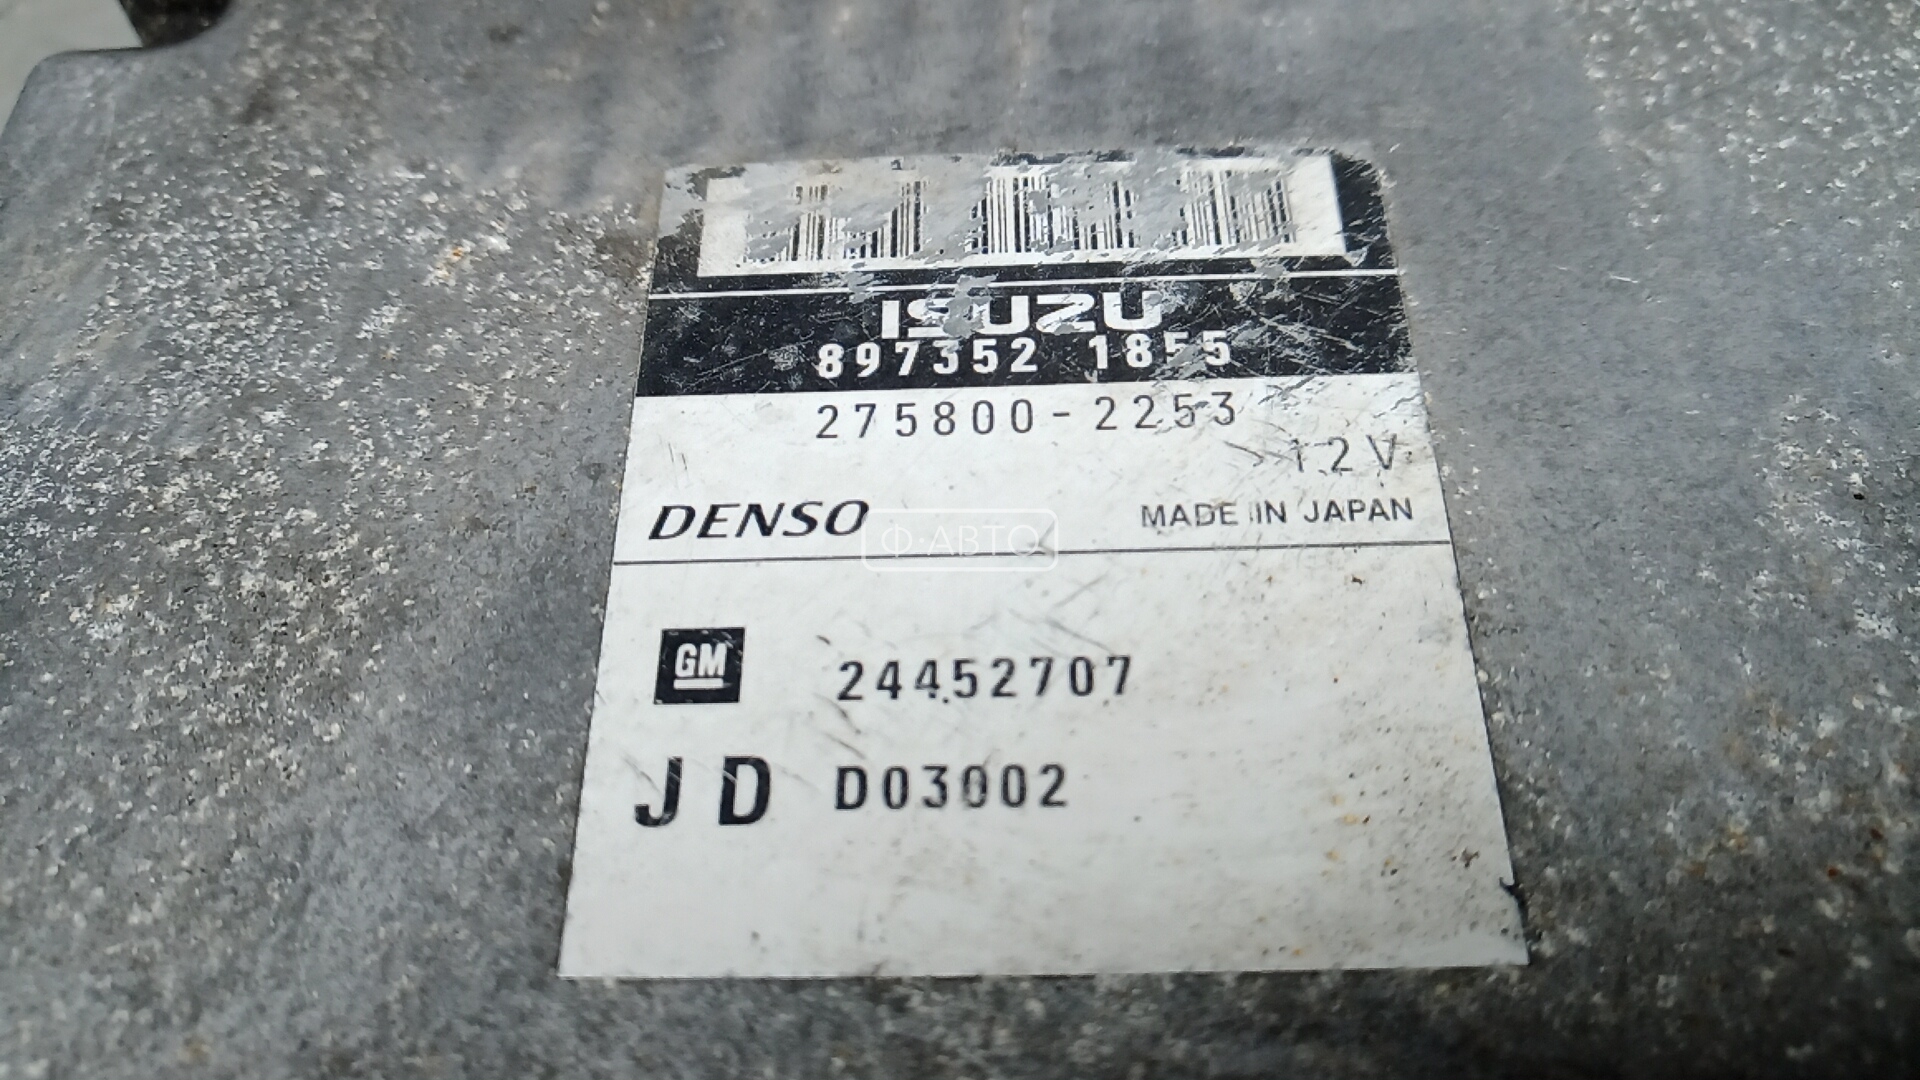 ISUZU
897352 1855
275800-2253
12V
DENSO MADE IN JAPAN
Ф·АВТО
GM 24452707
JD D03002